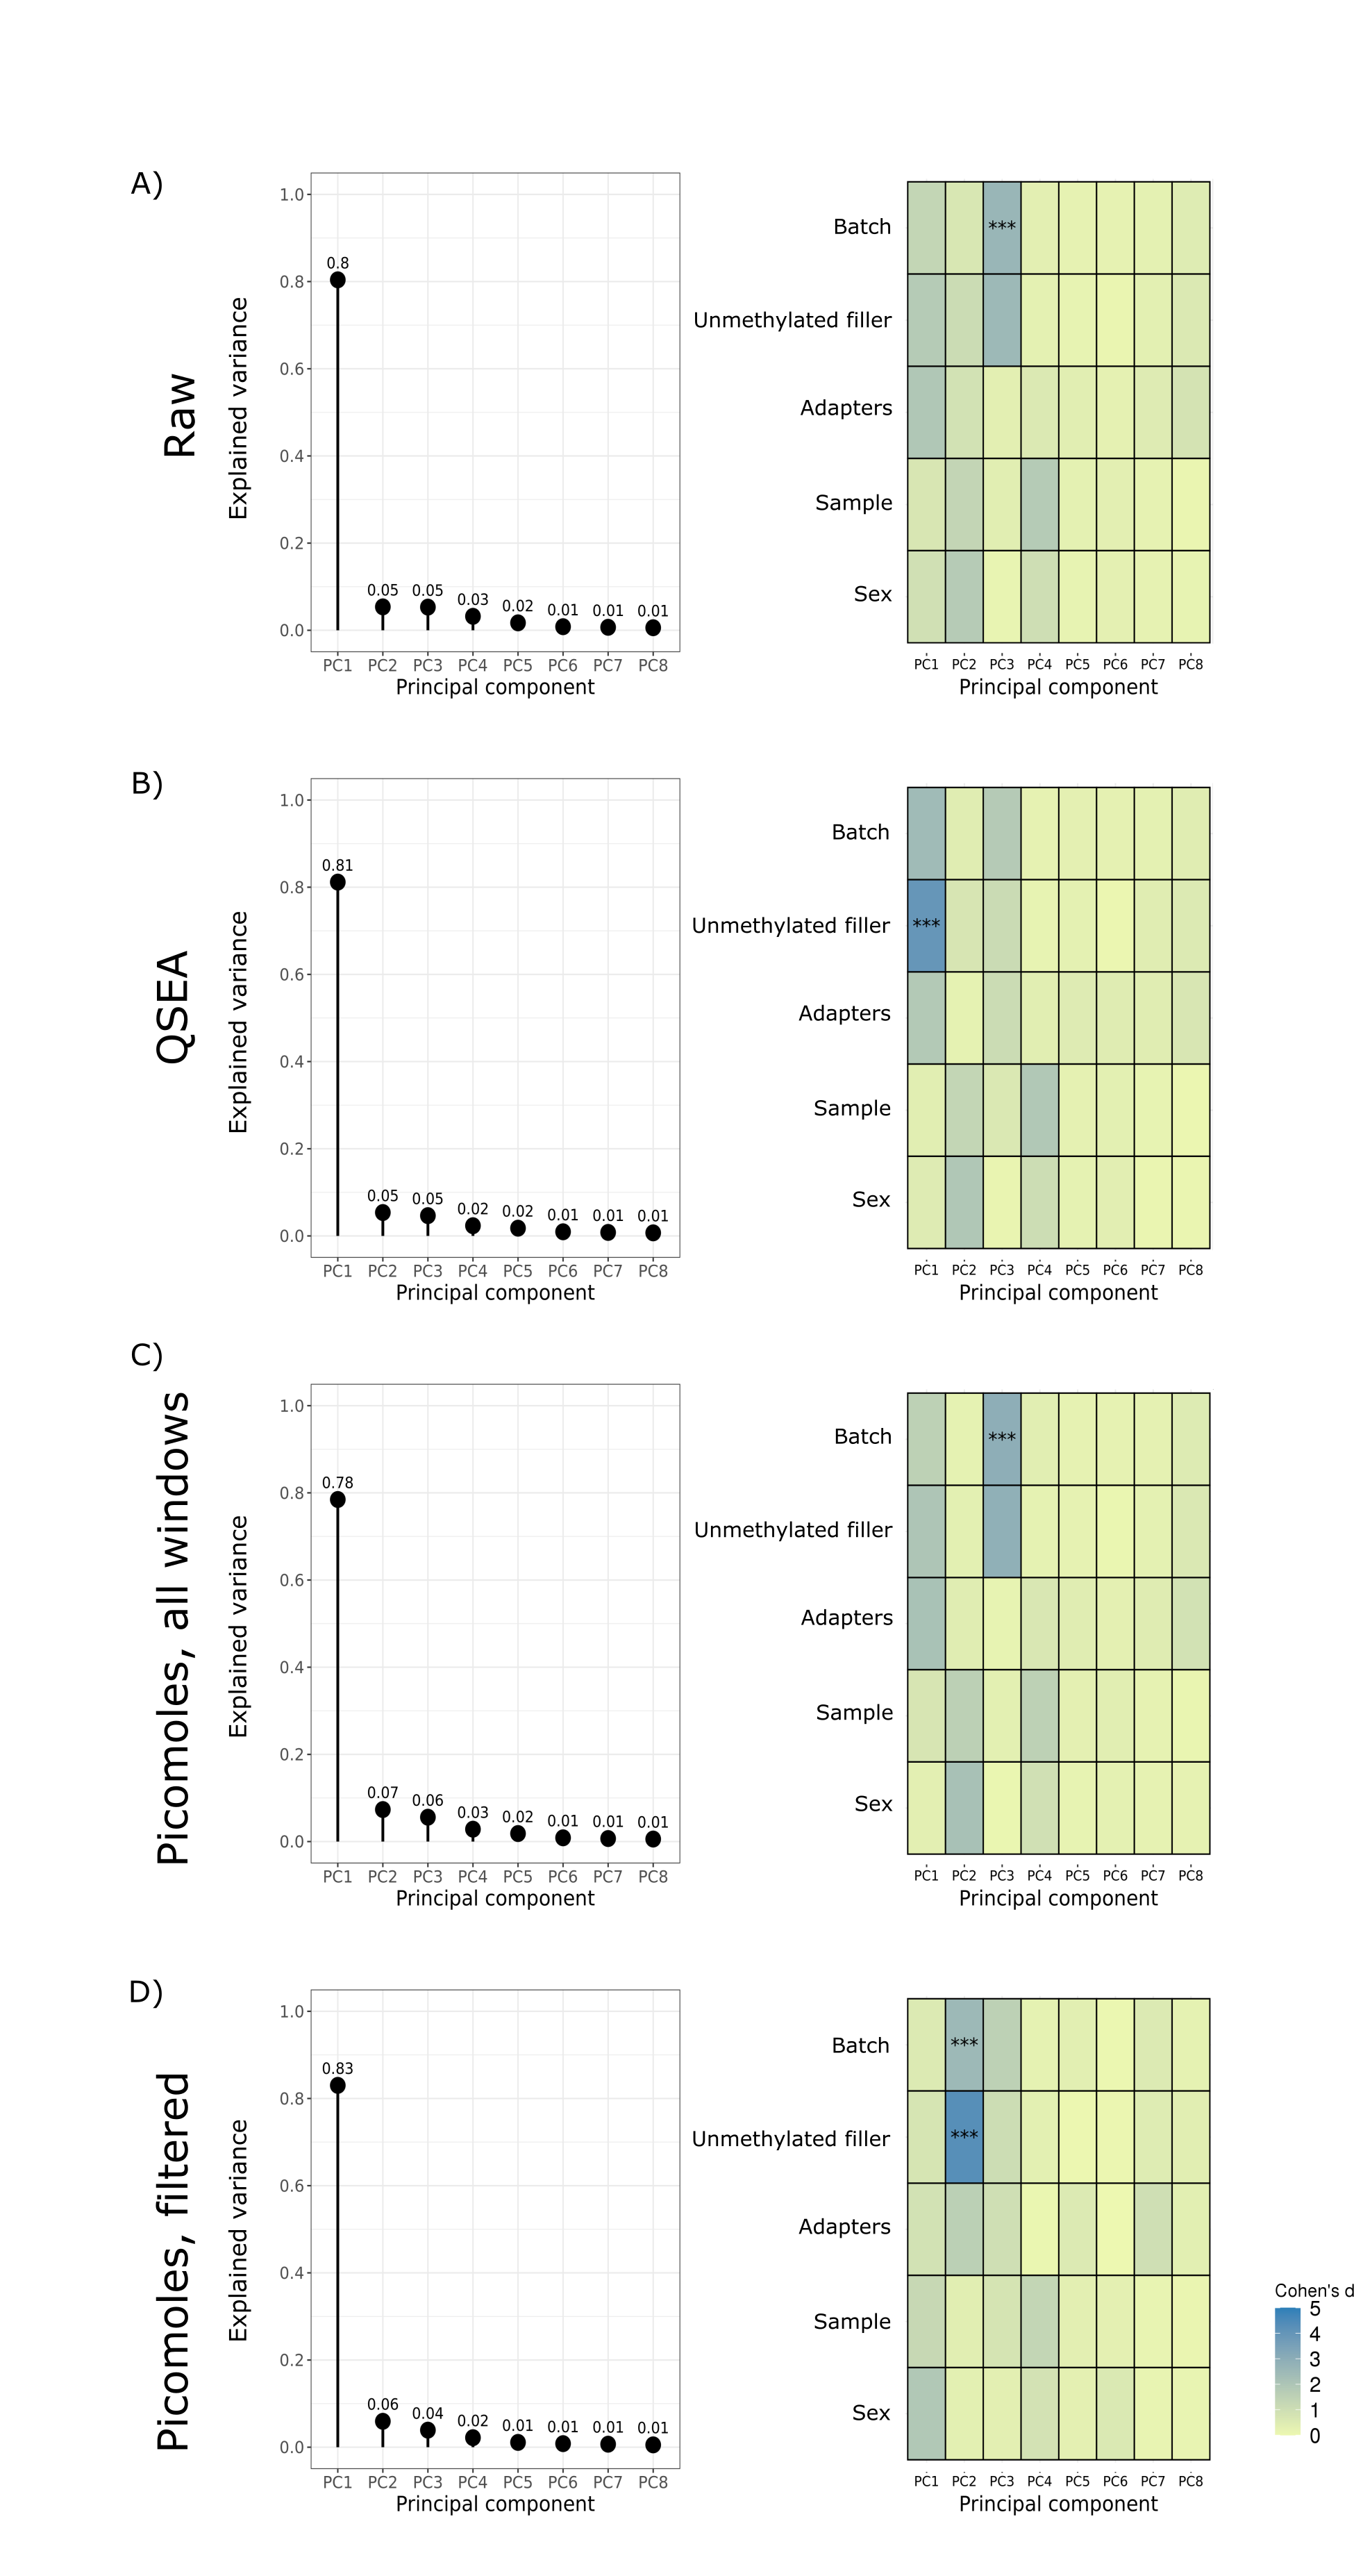 A)
Raw
Explained variance
1.0
0.8
0.6
0.4
0.2
0.0
0.8
0.05
0.05
0.03
0.02
0.01
0.01
0.01
PC1 PC2 PC3 PC4 PC5 PC6 PC7 PC8
Principal component
Batch
***
Unmethylated filler
Adapters
Sample
Sex
PC1 PC2 PC3 PC4 PC5 PC6 PC7 PC8
Principal component
B)
QSEA
Explained variance
1.0
0.8
0.6
0.4
0.2
0.0
0.81
0.05
0.05
0.02
0.02
0.01
0.01
0.01
PC1 PC2 PC3 PC4 PC5 PC6 PC7 PC8
Principal component
Batch
Unmethylated filler
***
Adapters
Sample
Sex
PC1 PC2 PC3 PC4 PC5 PC6 PC7 PC8
Principal component
C)
Picomoles, all windows
Explained variance
1.0
0.8
0.6
0.4
0.2
0.0
0.78
0.07
0.06
0.03
0.02
0.01
0.01
0.01
PC1 PC2 PC3 PC4 PC5 PC6 PC7 PC8
Principal component
Batch
***
Unmethylated filler
Adapters
Sample
Sex
PC1 PC2 PC3 PC4 PC5 PC6 PC7 PC8
Principal component
D)
Picomoles, filtered
Explained variance
1.0
0.8
0.6
0.4
0.2
0.0
0.83
0.06
0.04
0.02
0.01
0.01
0.01
0.01
PC1 PC2 PC3 PC4 PC5 PC6 PC7 PC8
Principal component
Batch
***
Unmethylated filler
***
Adapters
Sample
Sex
PC1 PC2 PC3 PC4 PC5 PC6 PC7 PC8
Principal component
Cohen's d
5
4
3
2
1
0